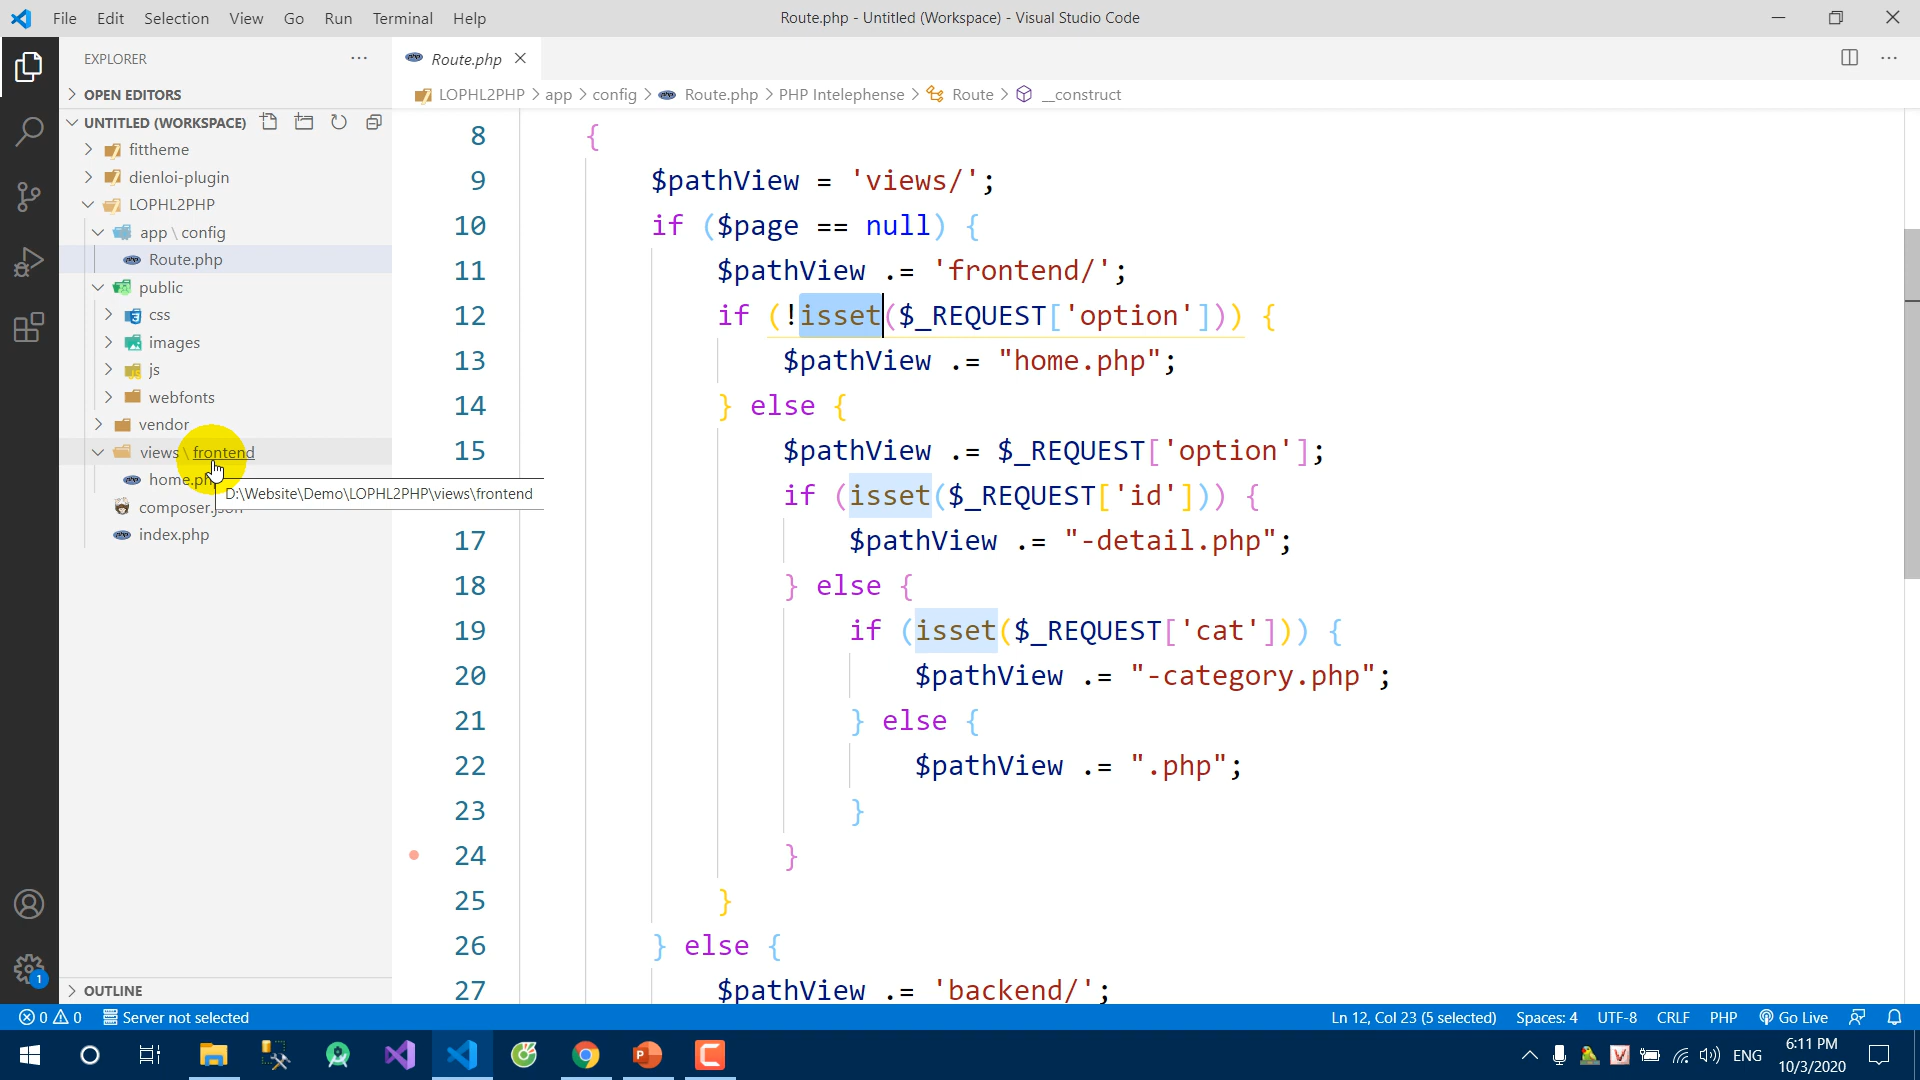 File Edit Selection View Go Run Terminal Help
Route.php - Untitled (Workspace) - Visual Studio Code
EXPLORER
OPEN EDITORS
UNTITLED (WORKSPACE)
fittheme
dienloi-plugin
LOPHL2PHP
app \ config
Route.php
public
css
images
js
webfonts
vendor
views \ frontend
home.php
D:\Website\Demo\LOPHL2PHP\views\frontend
composer.json
index.php
OUTLINE
Route.php
LOPHL2PHP > app > config > Route.php > PHP Intelephense > Route > __construct
8 {
9 $pathView = 'views/';
10 if ($page == null) {
11 $pathView .= 'frontend/';
12 if (!isset($_REQUEST['option'])) {
13 $pathView .= "home.php";
14 } else {
15 $pathView .= $_REQUEST['option'];
if (isset($_REQUEST['id'])) {
17 $pathView .= "-detail.php";
18 } else {
19 if (isset($_REQUEST['cat'])) {
20 $pathView .= "-category.php";
21 } else {
22 $pathView .= ".php";
23 }
24 }
25 }
26 } else {
27 $pathView .= 'backend/';
0 0 Server not selected
Ln 12, Col 23 (5 selected) Spaces: 4 UTF-8 CRLF PHP Go Live
1
ENG
6:11 PM
10/3/2020